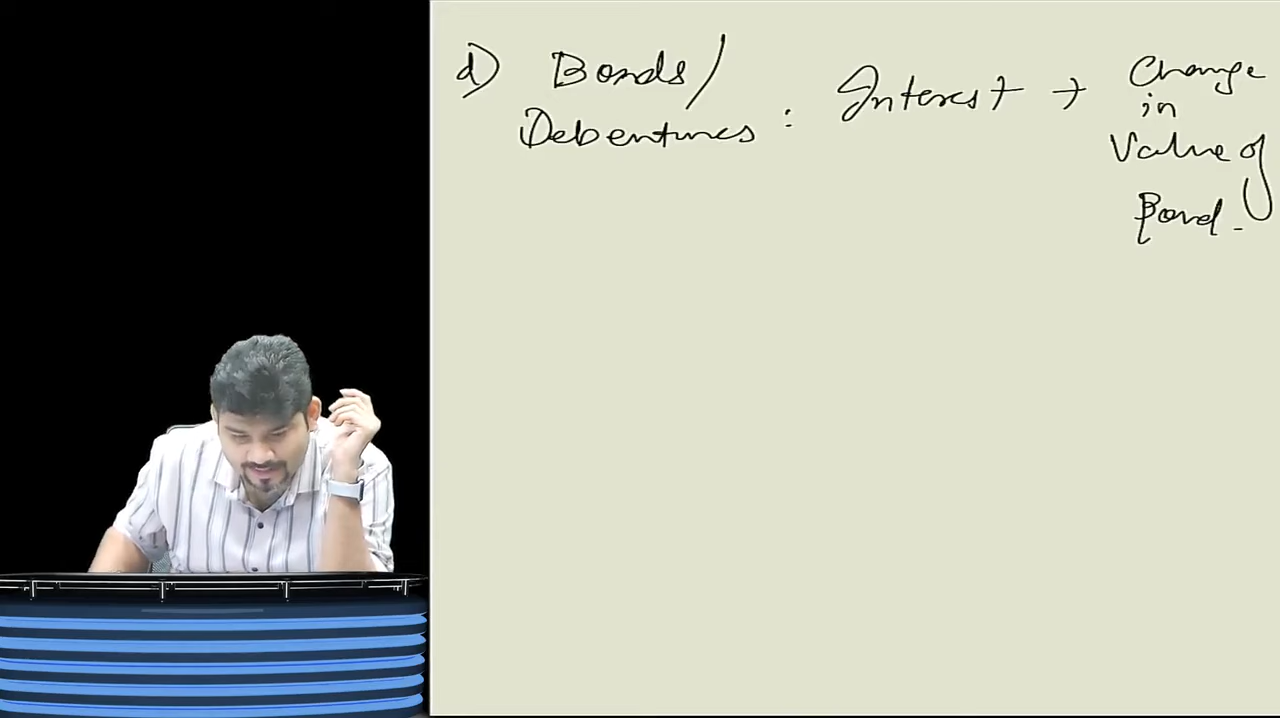 d) Bonds/
Debentures : Interest + Change
in
Value of
Bond.